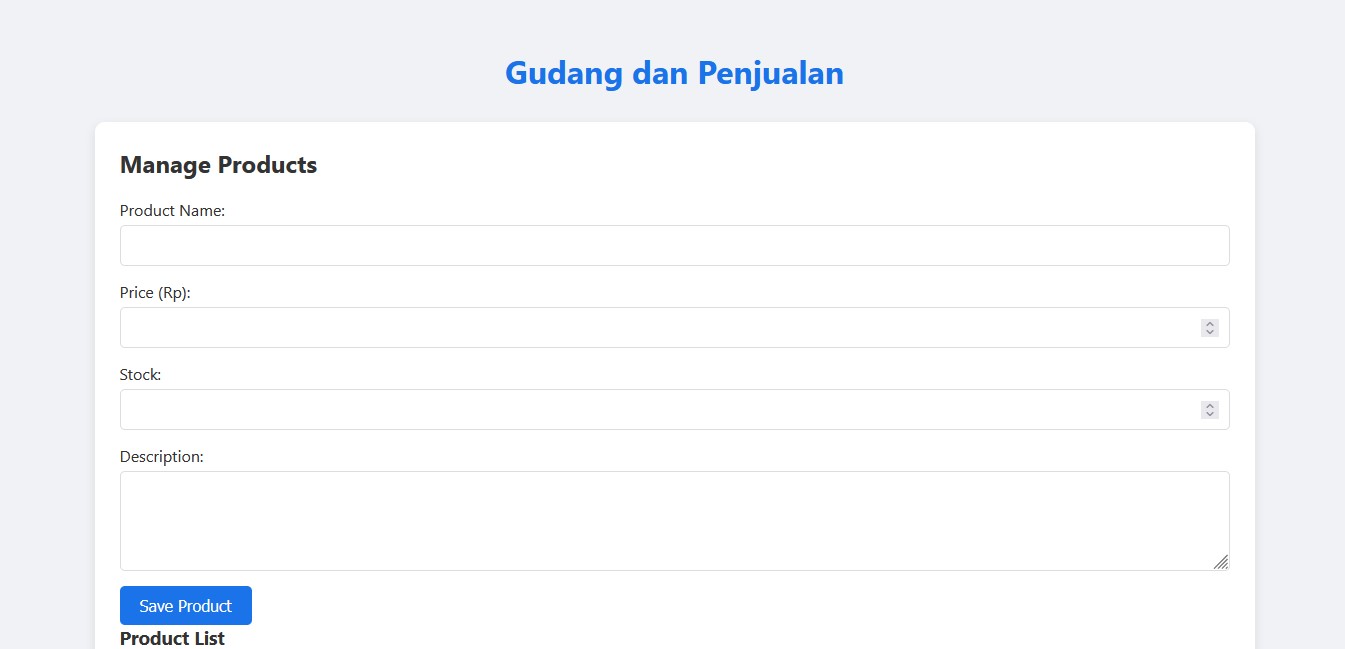 Gudang dan Penjualan
Manage Products
Product Name:
Price (Rp):
Stock:
Description:
Save Product
Product List